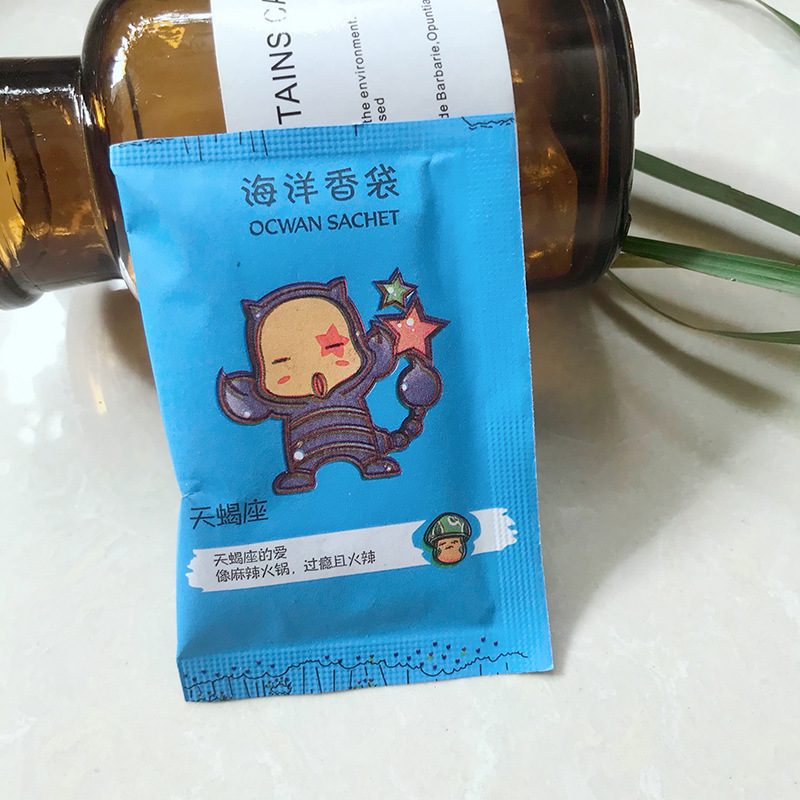 TAINS
the environment.
sed
de Barbarie.Opuntia
海洋香袋
OCWAN SACHET
天蝎座
天蝎座的爱
像麻辣火锅，过瘾且火辣